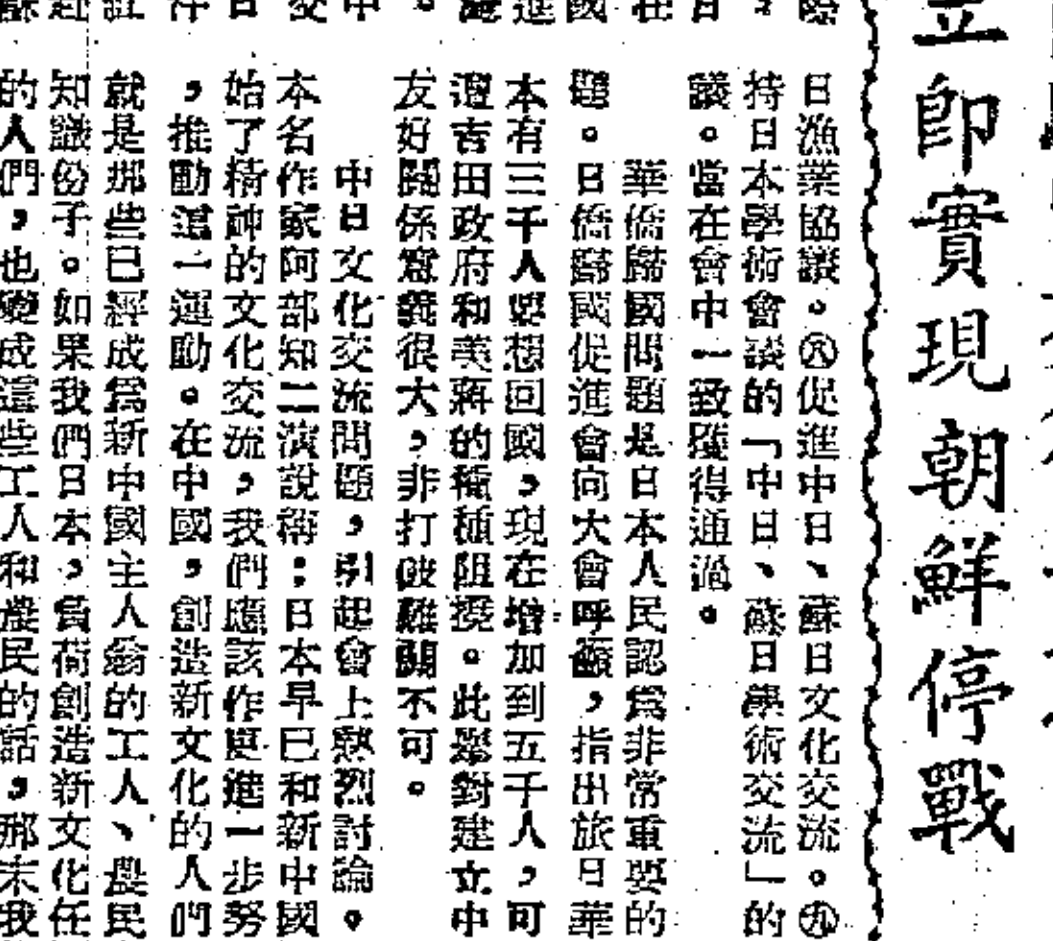 立即實現朝鮮停戰
日漁業協議。㊇促進中日、蘇日文化交流。㊈
持日本學術會議的「中日、蘇日學術交流」的
議。當在會中一致獲得通過。
華僑歸國問題是日本人民認爲非常重要的
題。日僑歸國促進會向大會呼籲，指出旅日華
本有三千人要想回國，現在增加到五千人，可
遭吉田政府和美蔣的種種阻撓。此舉對建立中
友好關係意義很大，非打破難關不可。
中日文化交流問題，引起會上熱烈討論。
本名作家阿部知二演說稱：日本早已和新中國
始了精神的文化交流，我們應該作更進一步努
，推動這一運動。在中國，創造新文化的人們
就是那些已經成爲新中國主人翁的工人、農民
知識份子。如果我們日本，負荷創造新文化任
的人們，也變成這些工人和農民的話，那末我